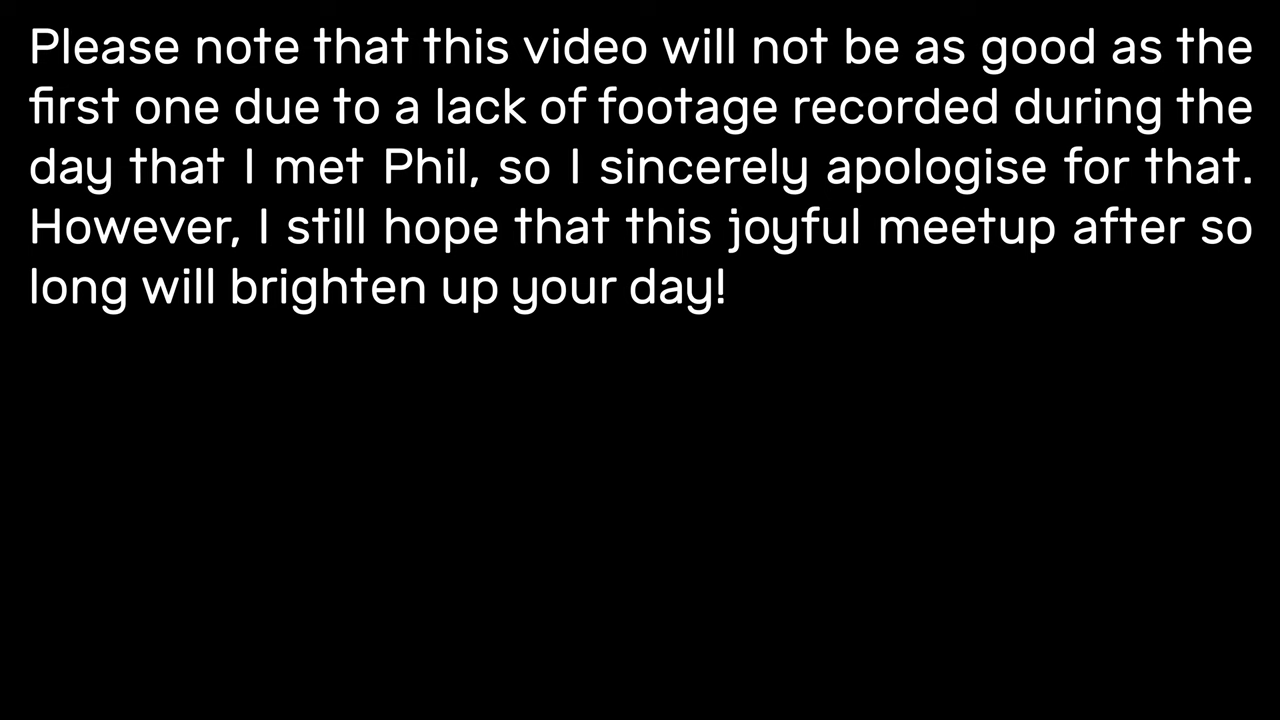 Please note that this video will not be as good as the
first one due to a lack of footage recorded during the
day that I met Phil, so I sincerely apologise for that.
However, I still hope that this joyful meetup after so
long will brighten up your day!